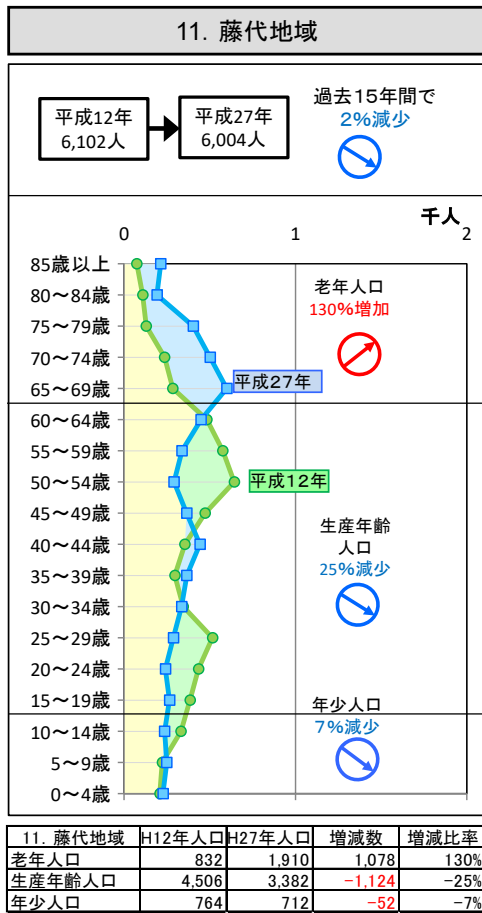 11. 藤代地域
平成12年
6,102人
平成27年
6,004人
過去15年間で
2%減少
千人
0 1 2
85歳以上
80～84歳
75～79歳
70～74歳
65～69歳
60～64歳
55～59歳
50～54歳
45～49歳
40～44歳
35～39歳
30～34歳
25～29歳
20～24歳
15～19歳
10～14歳
5～9歳
0～4歳
老年人口
130%増加
平成27年
平成12年
生産年齢
人口
25%減少
年少人口
7%減少
11. 藤代地域 H12年人口 H27年人口 増減数 増減比率
老年人口 832 1,910 1,078 130%
生産年齢人口 4,506 3,382 −1,124 −25%
年少人口 764 712 −52 −7%